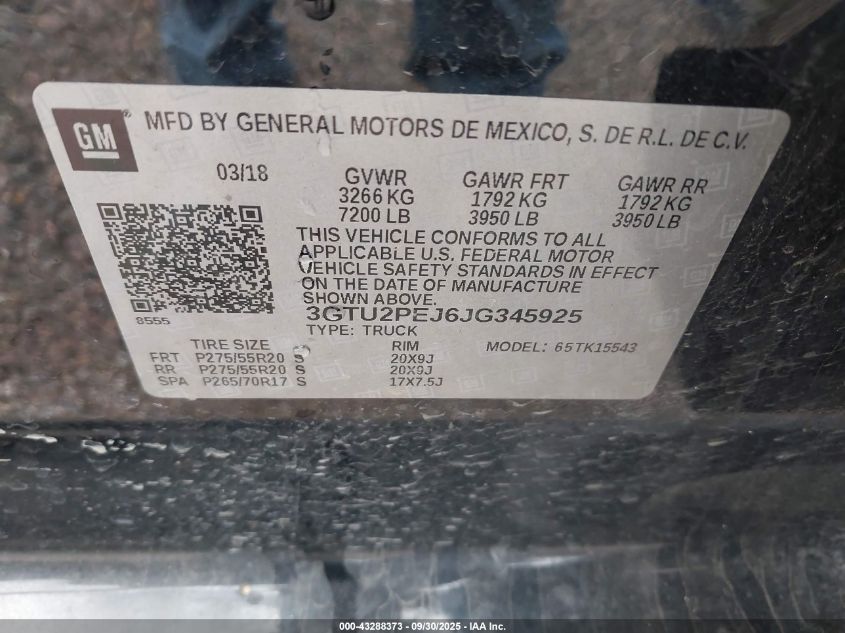 GM
MFD BY GENERAL MOTORS DE MEXICO, S. DE R.L. DE C.V.
03/18 GVWR GAWR FRT GAWR RR
3266 KG 1792 KG 1792 KG
7200 LB 3950 LB 3950 LB
THIS VEHICLE CONFORMS TO ALL
APPLICABLE U.S. FEDERAL MOTOR
VEHICLE SAFETY STANDARDS IN EFFECT
ON THE DATE OF MANUFACTURE
SHOWN ABOVE.
8555
3GTU2PEJ6JG345925
TYPE: TRUCK
TIRE SIZE RIM MODEL: 65TK15543
FRT P275/55R20 S 20X9J
RR P275/55R20 S 20X9J
SPA P265/70R17 S 17X7.5J
000-43288373 - 09/30/2025 - IAA Inc.